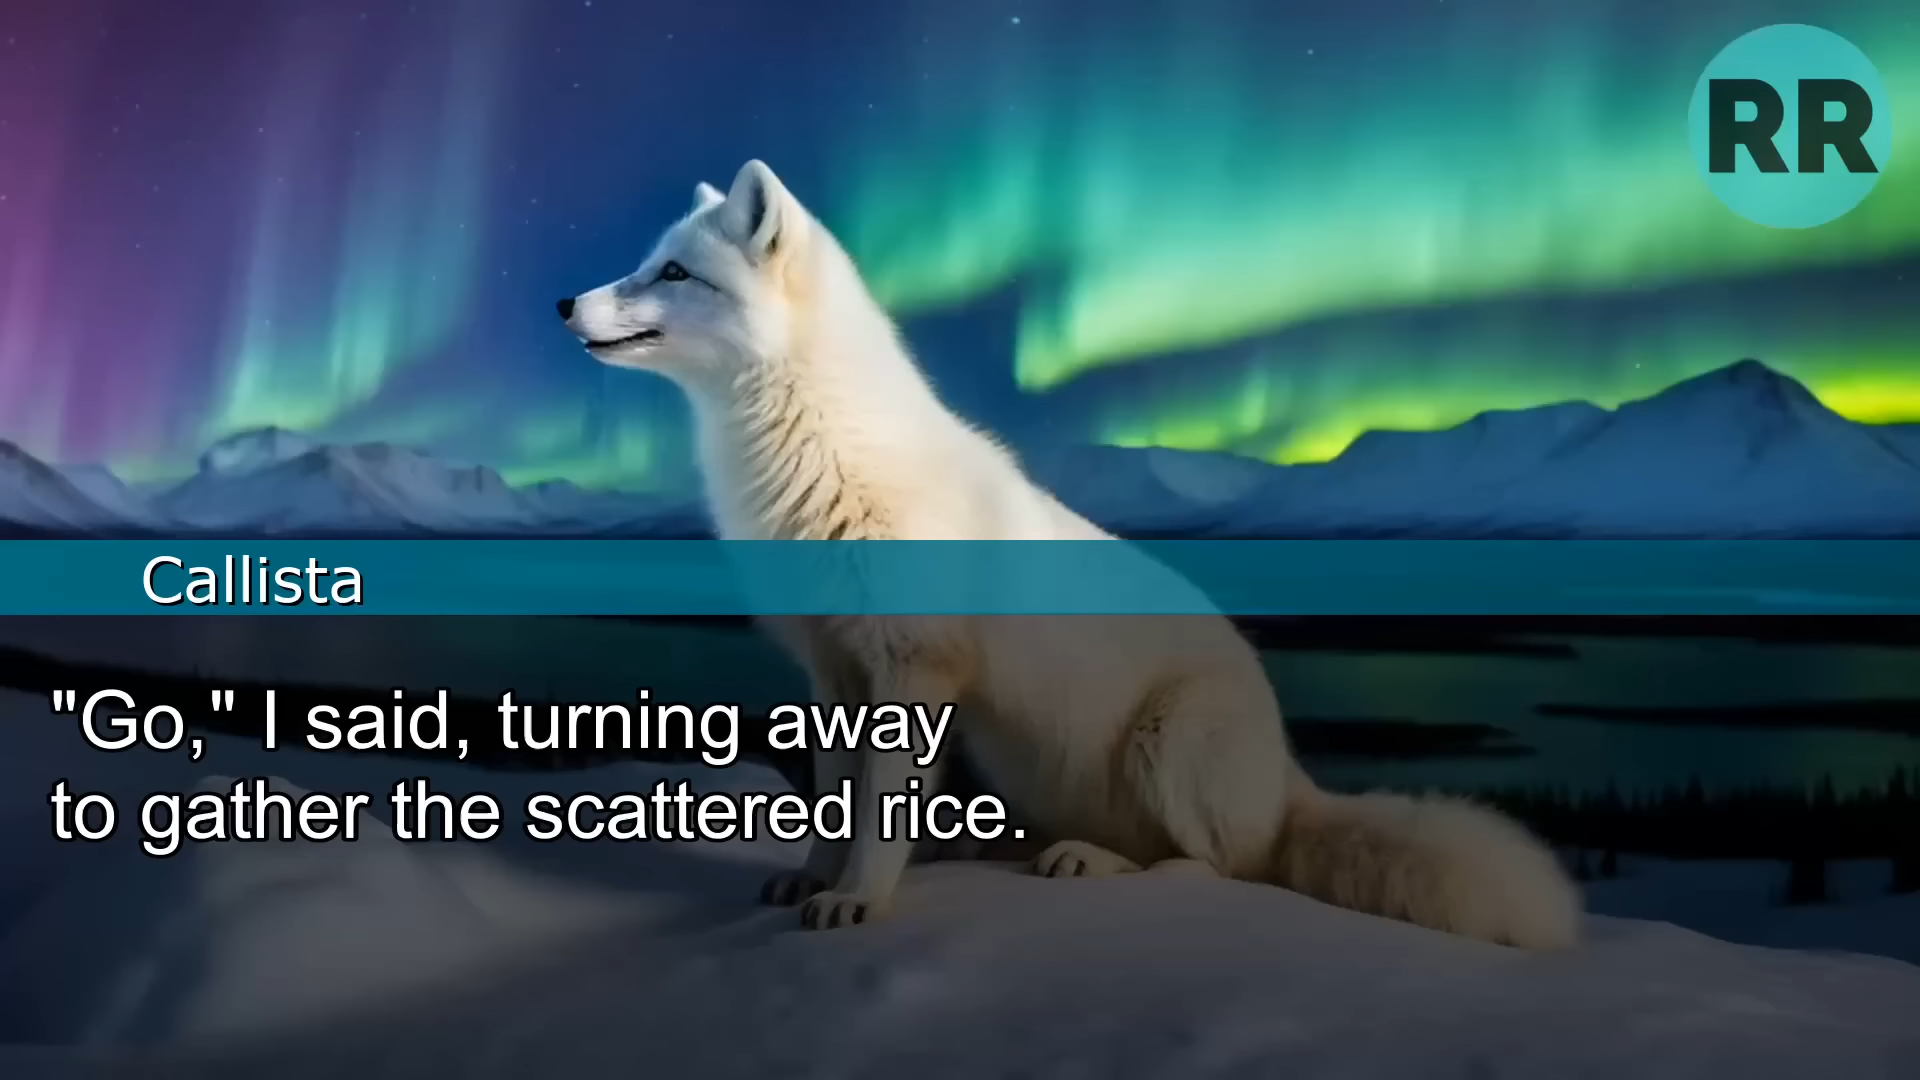 RR
Callista
"Go," I said, turning away
to gather the scattered rice.